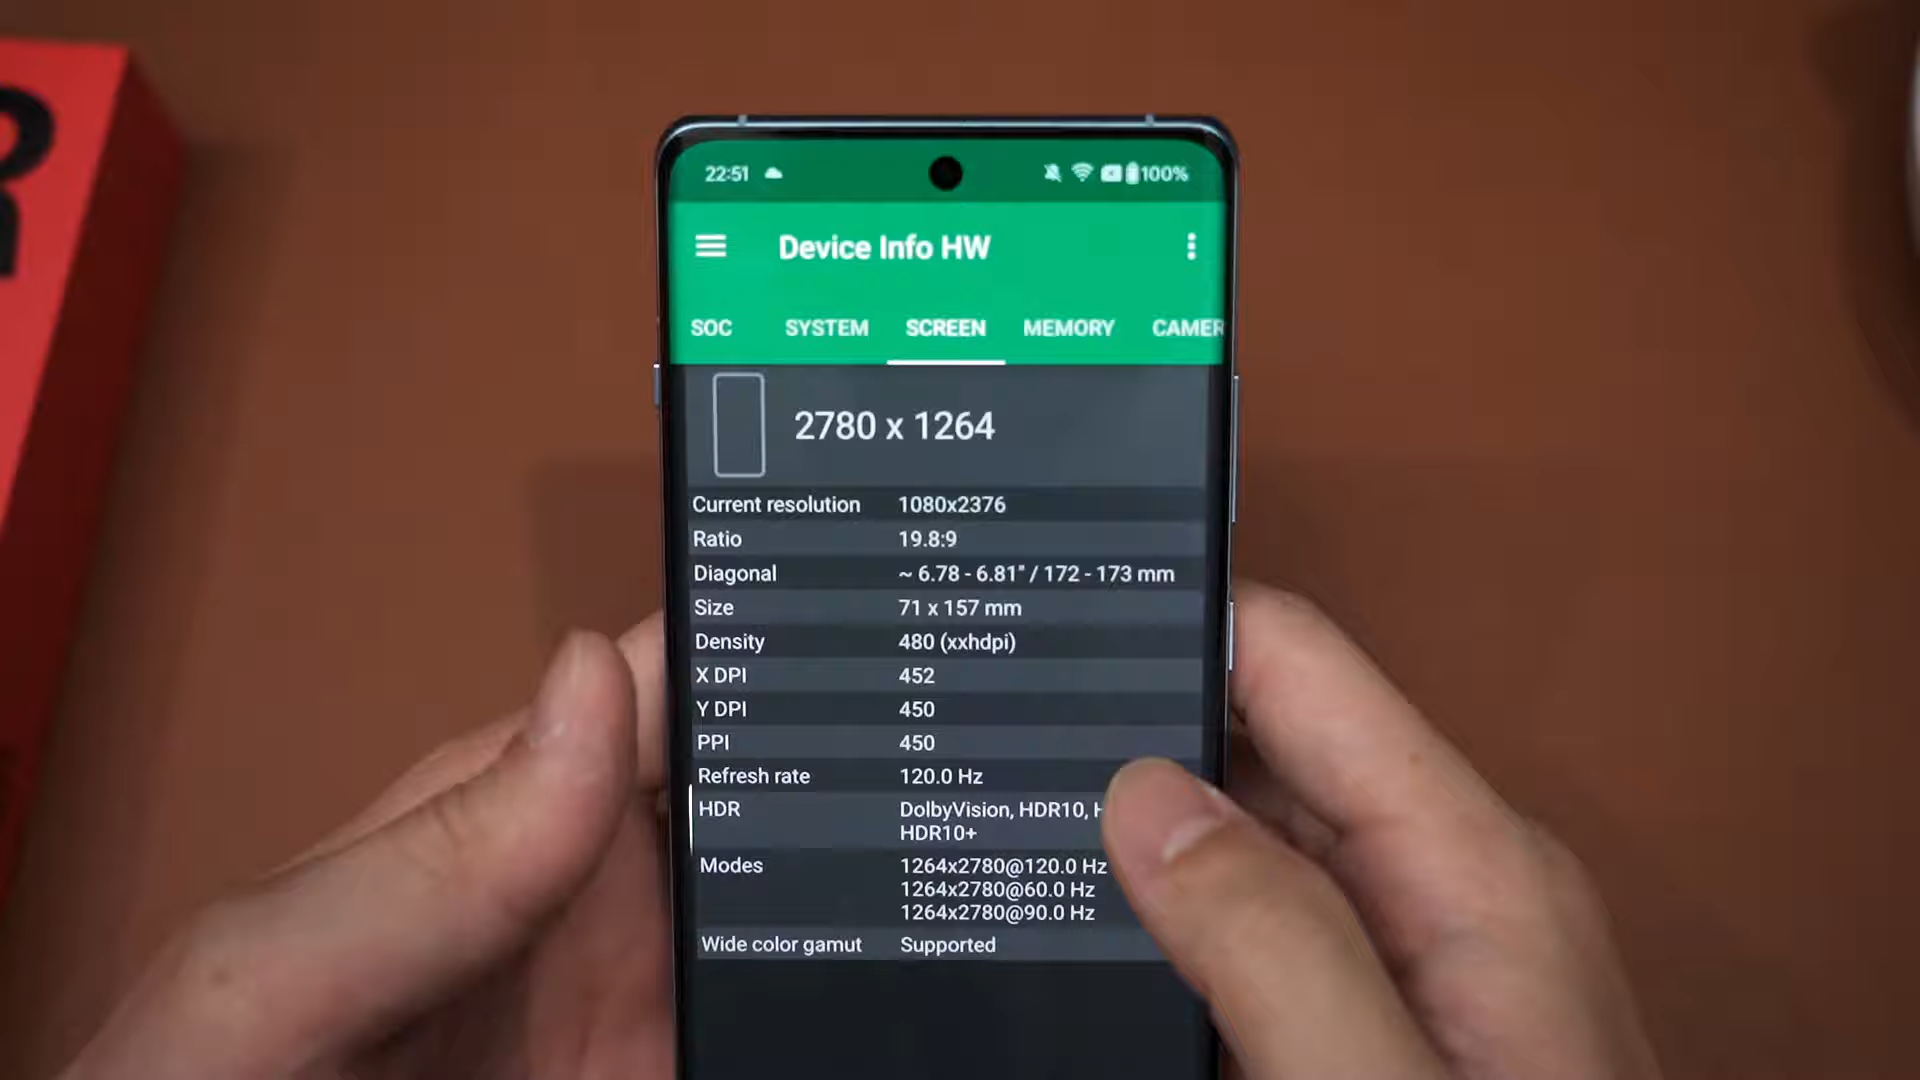 22:51 100%
Device Info HW
SOC SYSTEM SCREEN MEMORY CAMER
2780 x 1264
Current resolution 1080x2376
Ratio 19.8:9
Diagonal ~ 6.78 - 6.81" / 172 - 173 mm
Size 71 x 157 mm
Density 480 (xxhdpi)
X DPI 452
Y DPI 450
PPI 450
Refresh rate 120.0 Hz
HDR DolbyVision, HDR10, H
HDR10+
Modes 1264x2780@120.0 Hz
1264x2780@60.0 Hz
1264x2780@90.0 Hz
Wide color gamut Supported